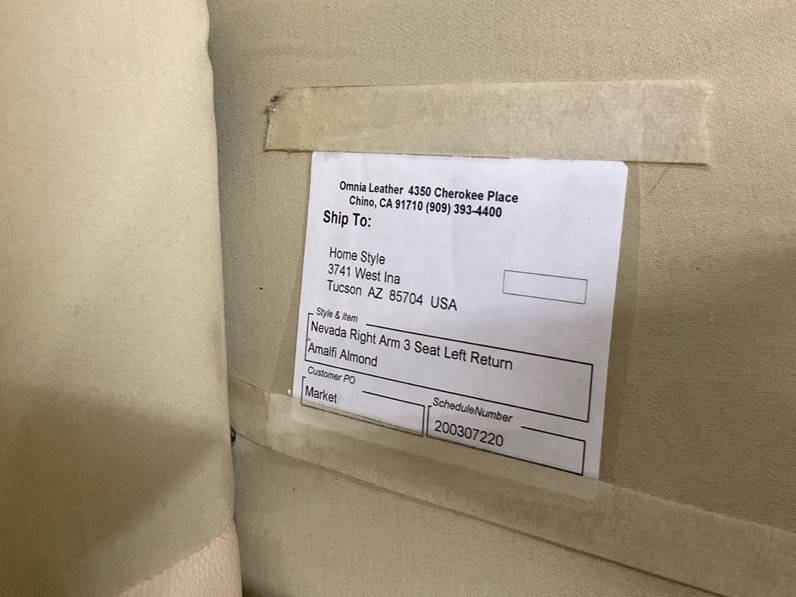 Omnia Leather 4350 Cherokee Place
Chino, CA 91710 (909) 393-4400
Ship To:
Home Style
3741 West Ina
Tucson AZ 85704 USA
Style & Item
Nevada Right Arm 3 Seat Left Return
Amalfi Almond
Customer PO
Market
ScheduleNumber
200307220